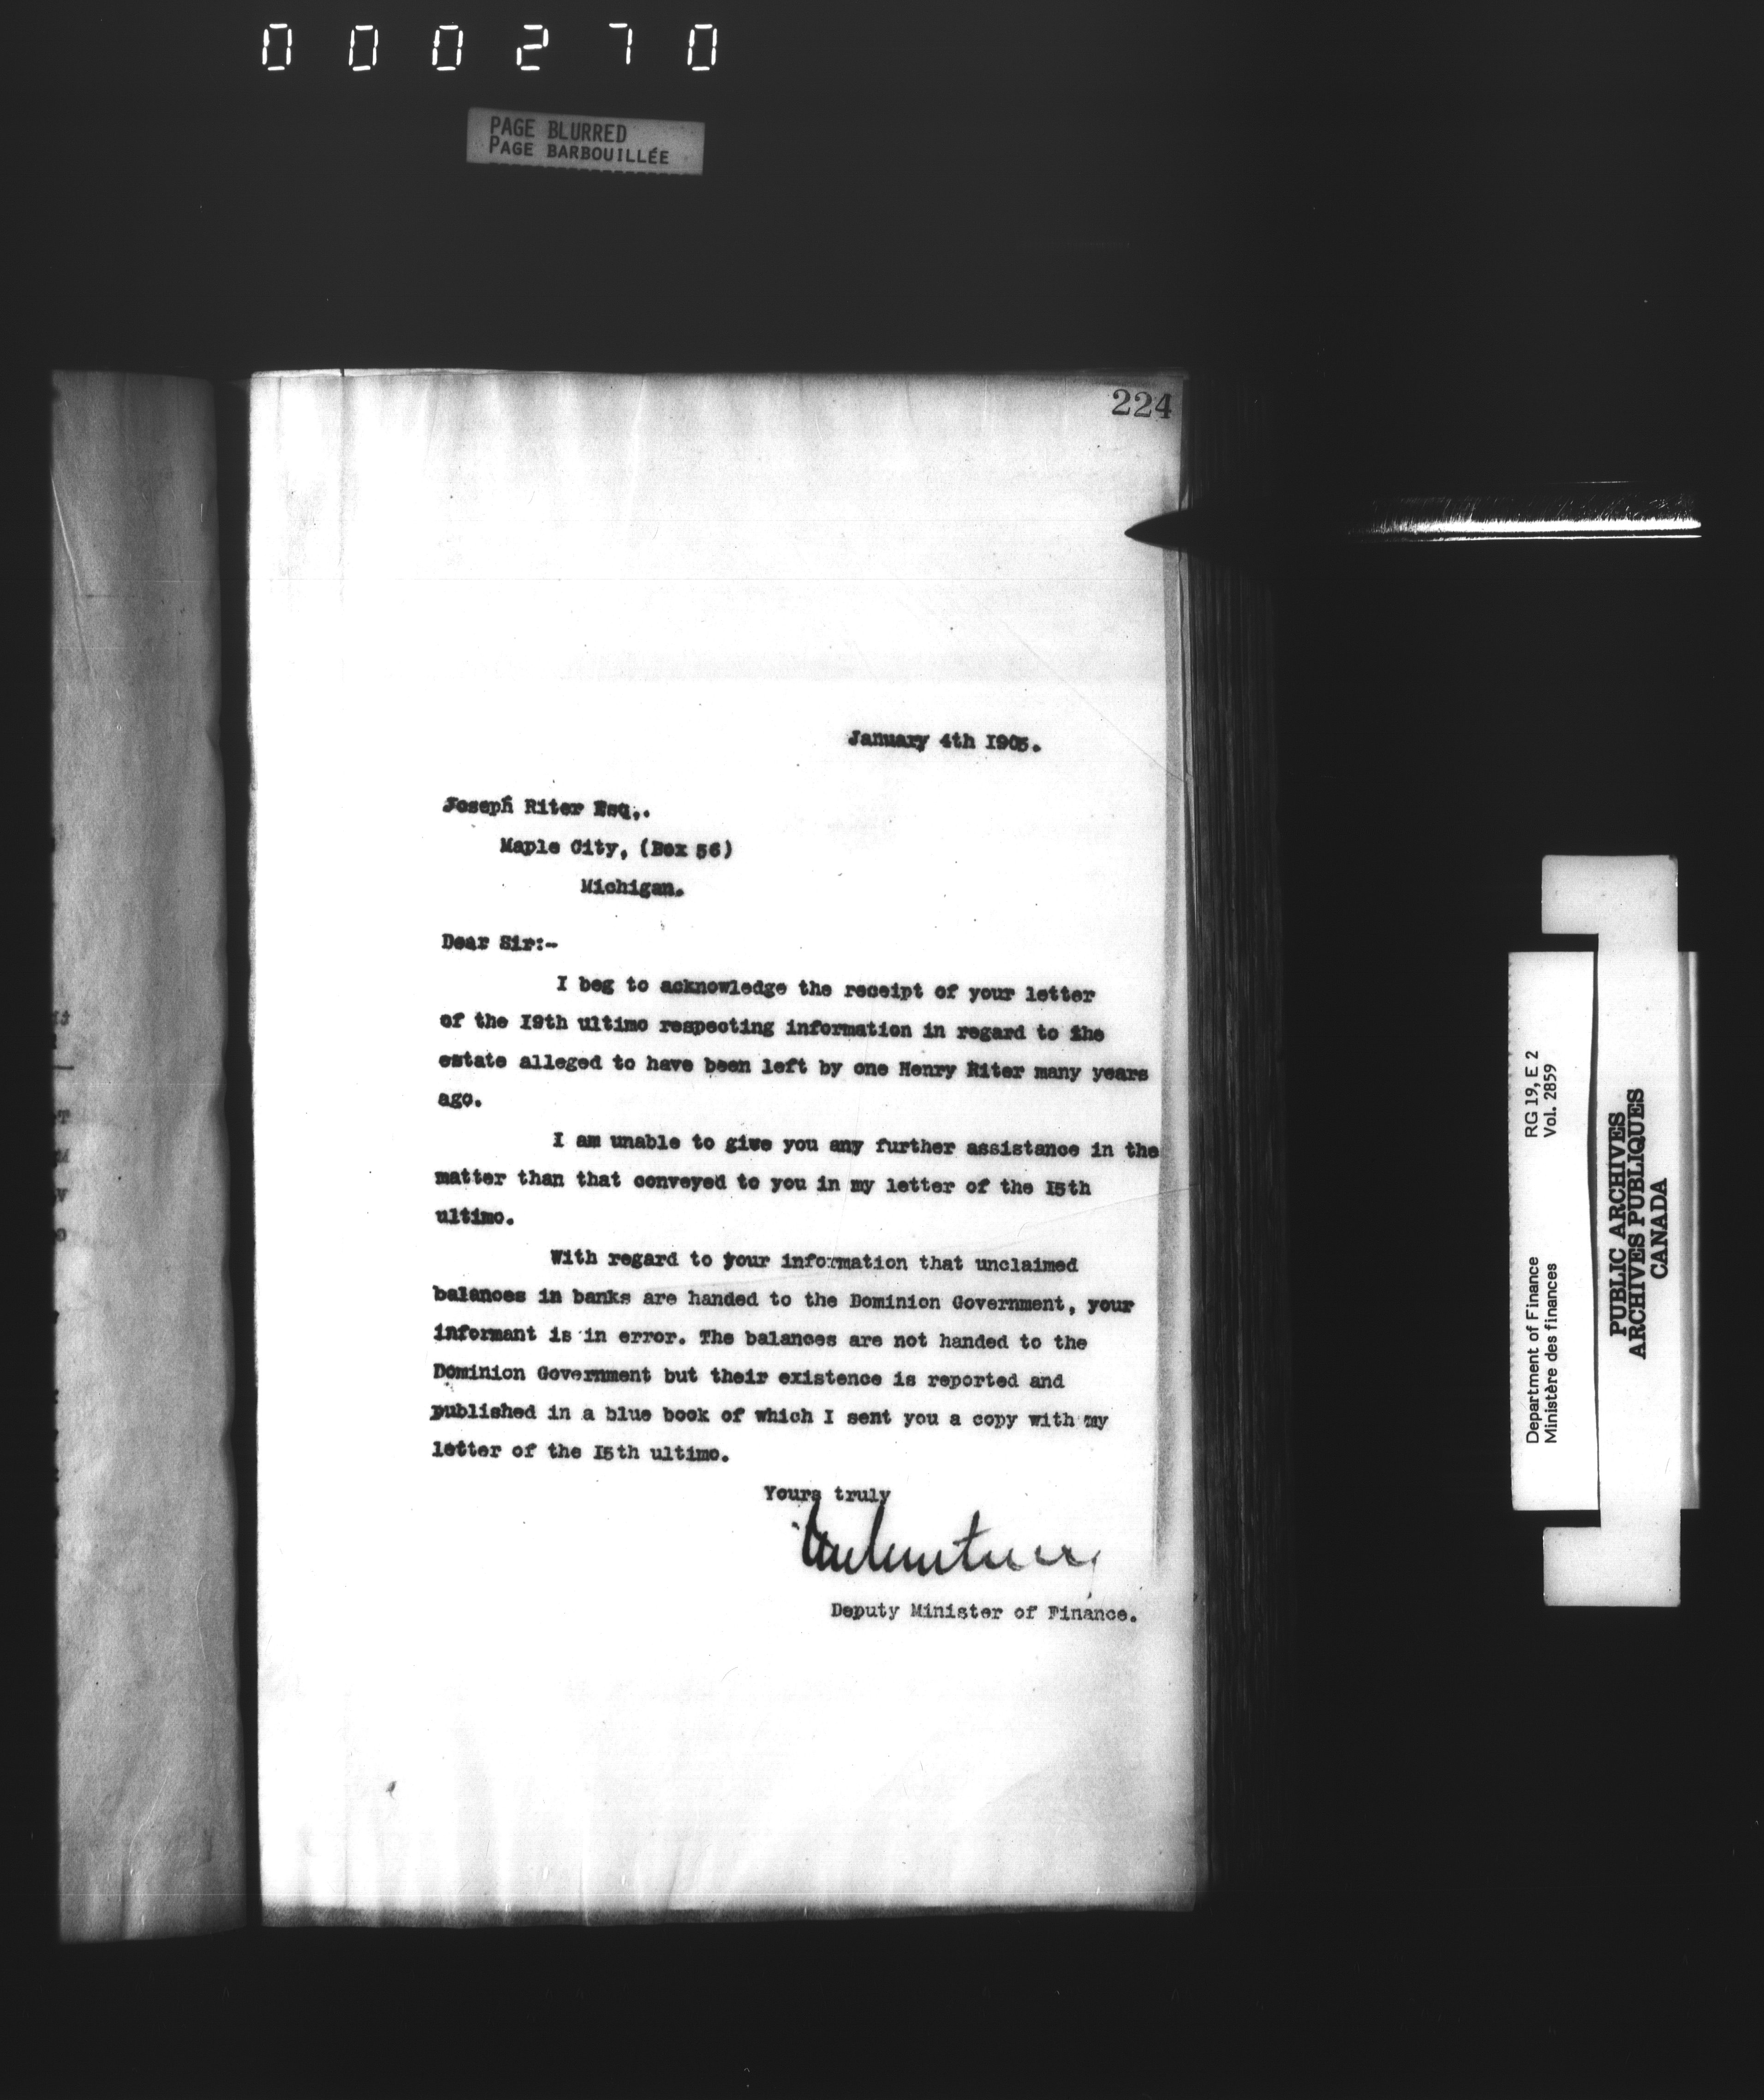 000270
PAGE BLURRED
PAGE BARBOUILLÉE
224
January 4th 1905.
Joseph Riter Esq,.
Maple City, (Box 56)
Michigan.
Dear Sir:-
I beg to acknowledge the receipt of your letter
of the I9th ultimo respecting information in regard to the
estate alleged to have been left by one Henry Riter many years
ago.
I am unable to give you any further assistance in the
matter than that conveyed to you in my letter of the I5th
ultimo.
With regard to your information that unclaimed
balances in banks are handed to the Dominion Government, your
informant is in error. The balances are not handed to the
Dominion Government but their existence is reported and
published in a blue book of which I sent you a copy with my
letter of the I5th ultimo.
Yours truly
Deputy Minister of Finance.
Department of Finance RG 19, E 2
Ministère des finances Vol. 2859
PUBLIC ARCHIVES
ARCHIVES PUBLIQUES
CANADA